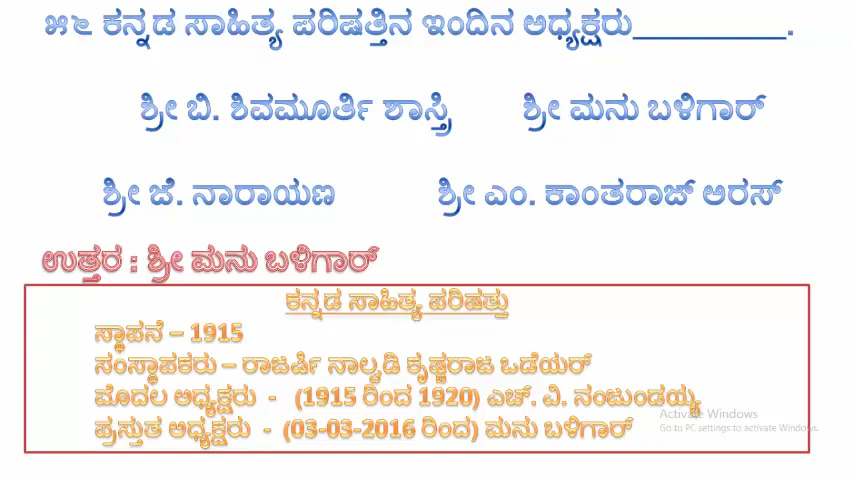 ೫೬ ಕನ್ನಡ ಸಾಹಿತ್ಯ ಪರಿಷತ್ತಿನ ಇಂದಿನ ಅಧ್ಯಕ್ಷರು__________.
ಶ್ರೀ ಬಿ. ಶಿವಮೂರ್ತಿ ಶಾಸ್ತ್ರಿ ಶ್ರೀ ಮನು ಬಳಿಗಾರ್
ಶ್ರೀ ಜಿ. ನಾರಾಯಣ ಶ್ರೀ ಎಂ. ಕಾಂತರಾಜ್ ಅರಸ್
ಉತ್ತರ : ಶ್ರೀ ಮನು ಬಳಿಗಾರ್
ಕನ್ನಡ ಸಾಹಿತ್ಯ ಪರಿಷತ್ತು
ಸ್ಥಾಪನೆ – 1915
ಸಂಸ್ಥಾಪಕರು – ರಾಜರ್ಷಿ ನಾಲ್ವಡಿ ಕೃಷ್ಣರಾಜ ಒಡೆಯರ್
ಮೊದಲ ಅಧ್ಯಕ್ಷರು - (1915 ರಿಂದ 1920) ಎಚ್. ವಿ. ನಂಜುಂಡಯ್ಯ
ಪ್ರಸ್ತುತ ಅಧ್ಯಕ್ಷರು - (03-03-2016 ರಿಂದ) ಮನು ಬಳಿಗಾರ್
Activate Windows
Go to PC settings to activate Windows.